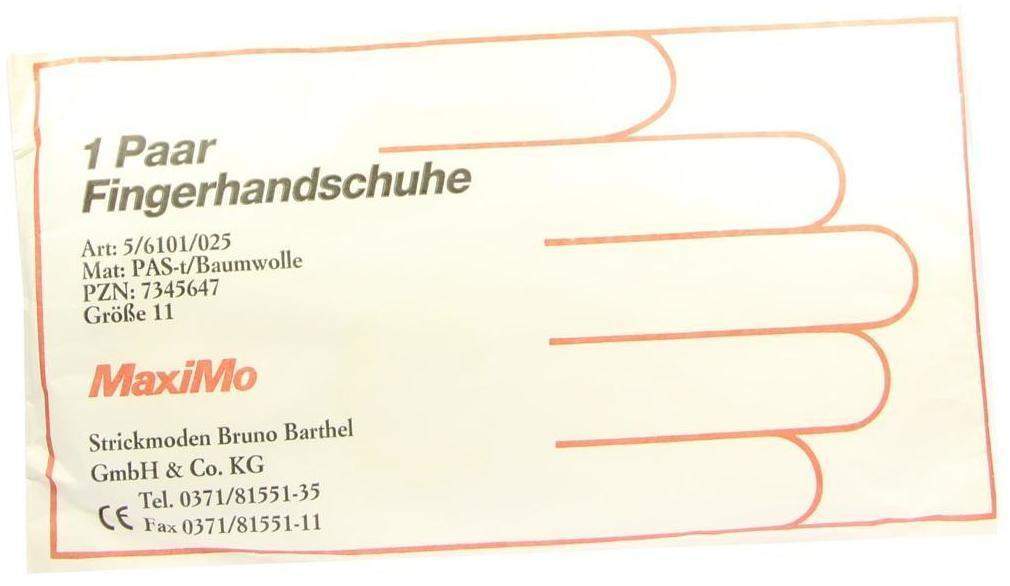 1 Paar
Fingerhandschuhe
Art: 5/6101/025
Mat: PAS-t/Baumwolle
PZN: 7345647
Größe 11
MaxiMo
Strickmoden Bruno Barthel
GmbH & Co. KG
Tel. 0371/81551-35
CE Fax 0371/81551-11